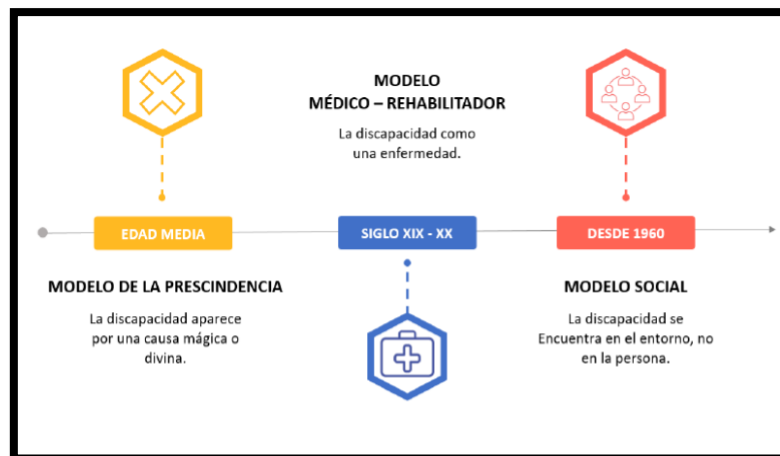 EDAD MEDIA
MODELO DE LA PRESCINDENCIA
La discapacidad aparece
por una causa mágica o
divina.
MODELO
MÉDICO – REHABILITADOR
La discapacidad como
una enfermedad.
SIGLO XIX - XX
DESDE 1960
MODELO SOCIAL
La discapacidad se
Encuentra en el entorno, no
en la persona.